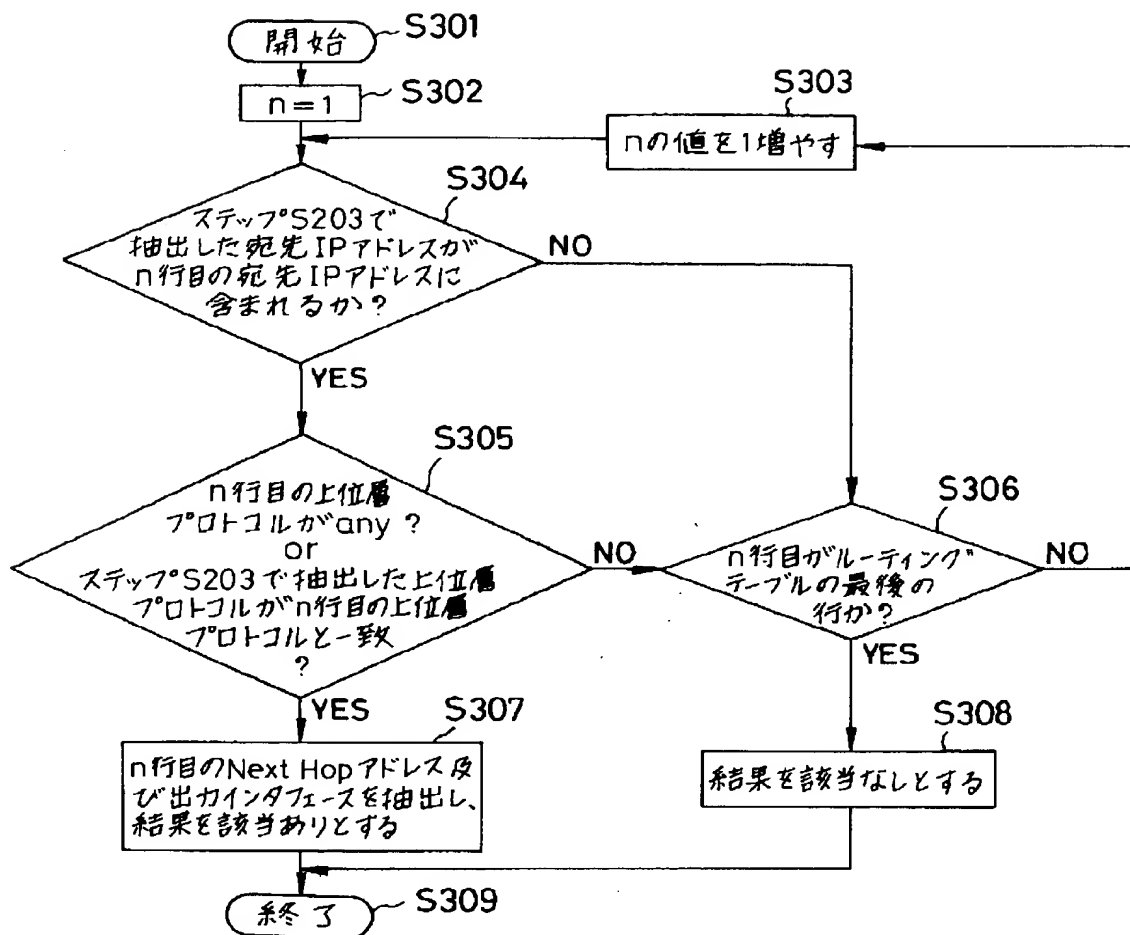 開始
S301
n=1
S302
S303
nの値を1増やす
S304
ステップS203で
抽出した宛先IPアドレスが
n行目の宛先IPアドレスに
含まれるか?
NO
YES
S305
n行目の上位層
プロトコルがany?
or
ステップS203で抽出した上位層
プロトコルがn行目の上位層
プロトコルと一致
?
NO
YES
S306
n行目がルーティング
テーブルの最後の
行か?
NO
YES
S307
n行目のNext Hopアドレス及
び出力インタフェースを抽出し、
結果を該当ありとする
S308
結果を該当なしとする
終了
S309